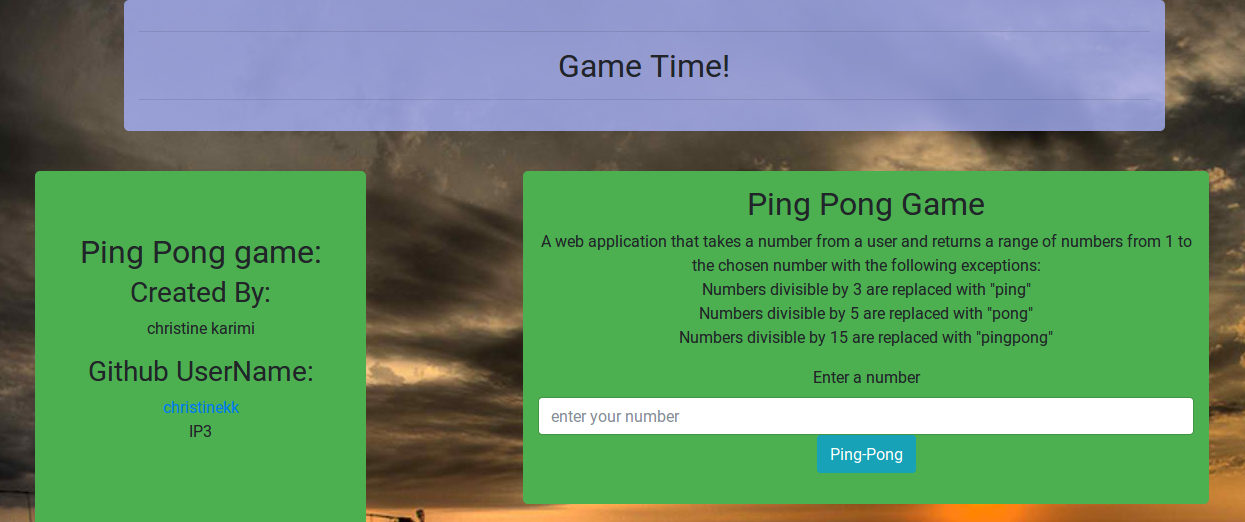 Game Time!
Ping Pong game:
Created By:
christine karimi
Github UserName:
christinekk
IP3
Ping Pong Game
A web application that takes a number from a user and returns a range of numbers from 1 to
the chosen number with the following exceptions:
Numbers divisible by 3 are replaced with "ping"
Numbers divisible by 5 are replaced with "pong"
Numbers divisible by 15 are replaced with "pingpong"
Enter a number
enter your number
Ping-Pong